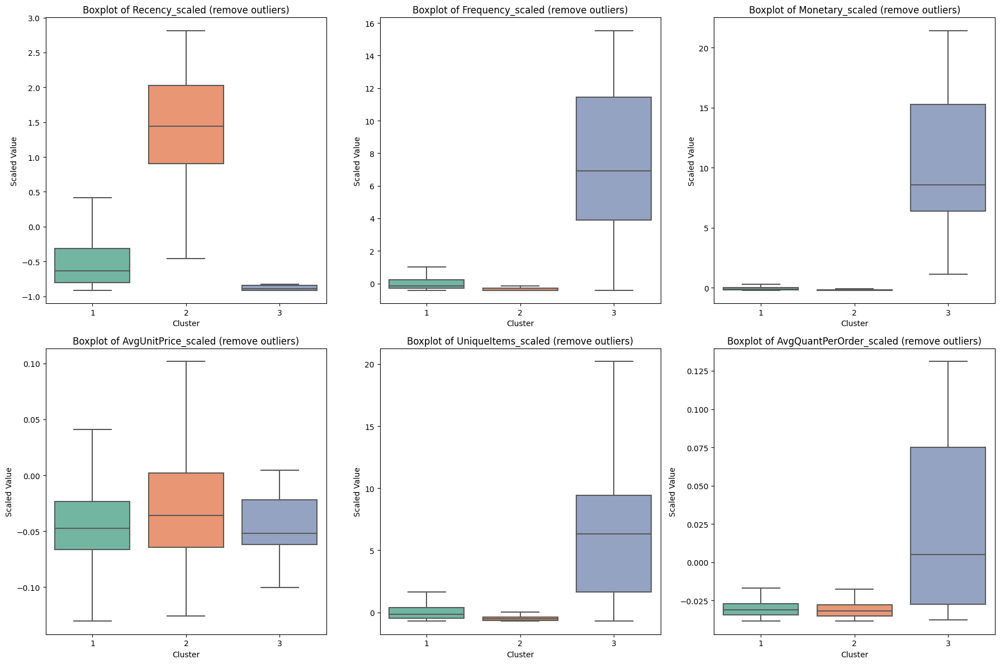 Boxplot of Recency_scaled (remove outliers)
3.0
2.5
2.0
1.5
1.0
0.5
0.0
−0.5
−1.0
Scaled Value
1 2 3
Cluster
Boxplot of Frequency_scaled (remove outliers)
16
14
12
10
8
6
4
2
0
Scaled Value
1 2 3
Cluster
Boxplot of Monetary_scaled (remove outliers)
20
15
10
5
0
Scaled Value
1 2 3
Cluster
Boxplot of AvgUnitPrice_scaled (remove outliers)
0.10
0.05
0.00
−0.05
−0.10
Scaled Value
1 2 3
Cluster
Boxplot of UniqueItems_scaled (remove outliers)
20
15
10
5
0
Scaled Value
1 2 3
Cluster
Boxplot of AvgQuantPerOrder_scaled (remove outliers)
0.125
0.100
0.075
0.050
0.025
0.000
−0.025
Scaled Value
1 2 3
Cluster